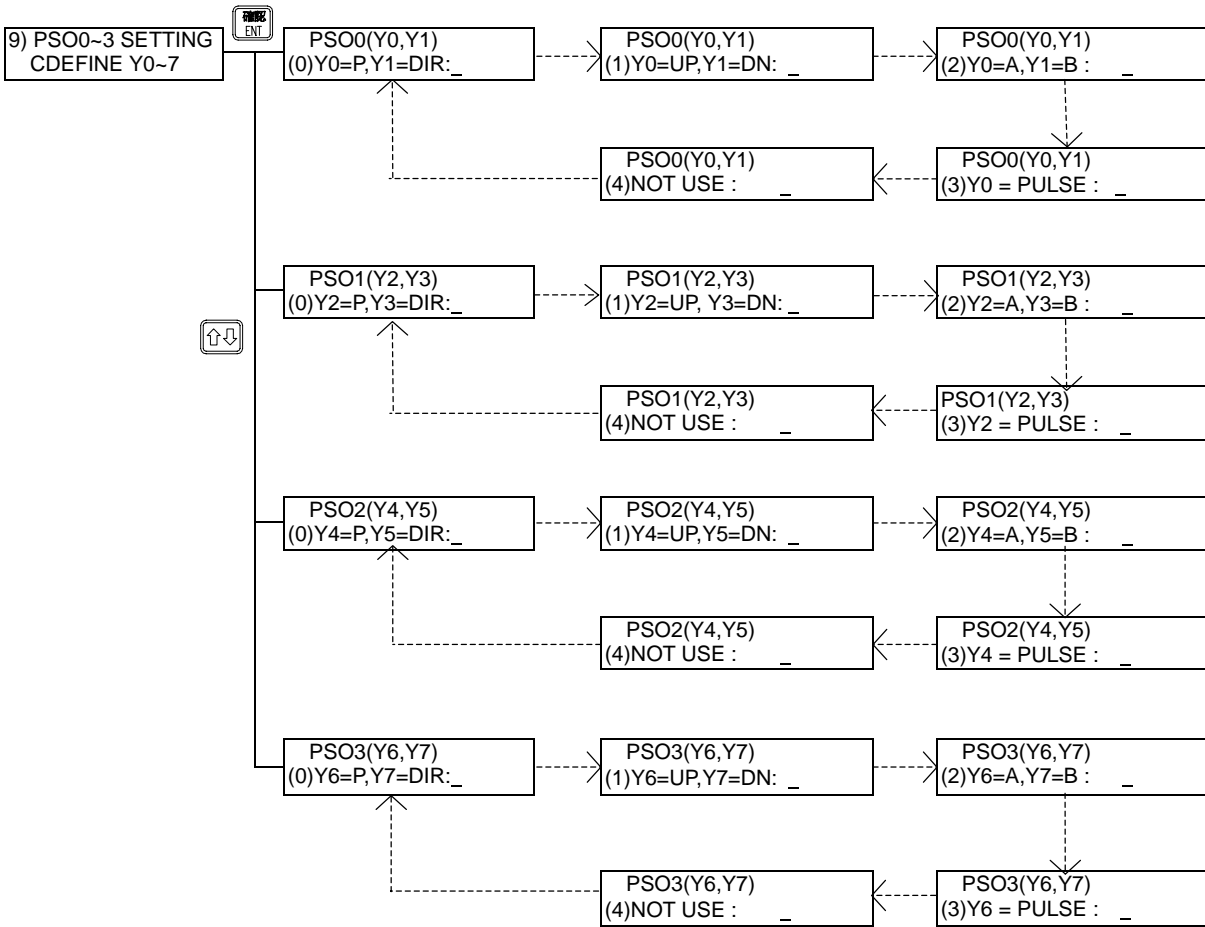 確認
ENT
9) PSO0~3 SETTING
CDEFINE Y0~7
PSO0(Y0,Y1)
(0)Y0=P,Y1=DIR:_
PSO0(Y0,Y1)
(1)Y0=UP,Y1=DN: _
PSO0(Y0,Y1)
(2)Y0=A,Y1=B : _
PSO0(Y0,Y1)
(4)NOT USE : _
PSO0(Y0,Y1)
(3)Y0 = PULSE : _
PSO1(Y2,Y3)
(0)Y2=P,Y3=DIR:_
PSO1(Y2,Y3)
(1)Y2=UP, Y3=DN:_
PSO1(Y2,Y3)
(2)Y2=A,Y3=B : _
PSO1(Y2,Y3)
(4)NOT USE : _
PSO1(Y2,Y3)
(3)Y2 = PULSE : _
PSO2(Y4,Y5)
(0)Y4=P,Y5=DIR:_
PSO2(Y4,Y5)
(1)Y4=UP,Y5=DN: _
PSO2(Y4,Y5)
(2)Y4=A,Y5=B : _
PSO2(Y4,Y5)
(4)NOT USE : _
PSO2(Y4,Y5)
(3)Y4 = PULSE : _
PSO3(Y6,Y7)
(0)Y6=P,Y7=DIR:_
PSO3(Y6,Y7)
(1)Y6=UP,Y7=DN: _
PSO3(Y6,Y7)
(2)Y6=A,Y7=B : _
PSO3(Y6,Y7)
(4)NOT USE : _
PSO3(Y6,Y7)
(3)Y6 = PULSE : _